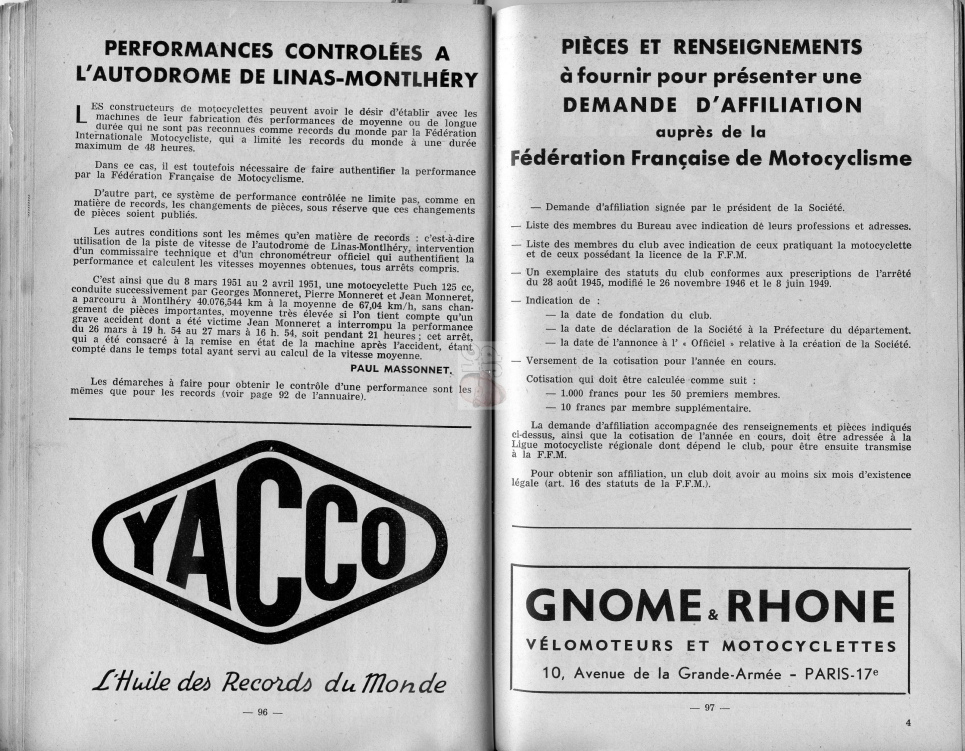 PERFORMANCES CONTROLÉES A
L'AUTODROME DE LINAS-MONTLHÉRY
LES constructeurs de motocyclettes peuvent avoir le désir d'établir avec les
machines de leur fabrication des performances de moyenne ou de longue
durée qui ne sont pas reconnues comme records du monde par la Fédération
Internationale Motocycliste, qui a limité les records du monde à une durée
maximum de 48 heures.
Dans ce cas, il est toutefois nécessaire de faire authentifier la performance
par la Fédération Française de Motocyclisme.
D'autre part, ce système de performance contrôlée ne limite pas, comme en
matière de records, les changements de pièces, sous réserve que ces changements
de pièces soient publiés.
Les autres conditions sont les mêmes qu'en matière de records : c'est-à-dire
utilisation de la piste de vitesse de l'autodrome de Linas-Montlhéry, intervention
d'un commissaire technique et d'un chronométreur officiel qui authentifient la
performance et calculent les vitesses moyennes obtenues, tous arrêts compris.
C'est ainsi que du 8 mars 1951 au 2 avril 1951, une motocyclette Puch 125 cc,
conduite successivement par Georges Monneret, Pierre Monneret et Jean Monneret,
a parcouru à Montlhéry 40.076,544 km à la moyenne de 67,04 km/h, sans chan-
gement de pièces importantes, moyenne très élevée si l'on tient compte qu'un
grave accident dont a été victime Jean Monneret a interrompu la performance
du 26 mars à 19 h. 54 au 27 mars à 16 h. 54, soit pendant 21 heures ; cet arrêt,
qui a été consacré à la remise en état de la machine après l'accident, étant
compté dans le temps total ayant servi au calcul de la vitesse moyenne.
PAUL MASSONNET.
Les démarches à faire pour obtenir le contrôle d'une performance sont les
mêmes que pour les records (voir page 92 de l'annuaire).
YACCO
L'Huile des Records du Monde
— 96 —
PIÈCES ET RENSEIGNEMENTS
à fournir pour présenter une
DEMANDE D'AFFILIATION
auprès de la
Fédération Française de Motocyclisme
— Demande d'affiliation signée par le président de la Société.
— Liste des membres du Bureau avec indication de leurs professions et adresses.
— Liste des membres du club avec indication de ceux pratiquant la motocyclette
et de ceux possédant la licence de la F.F.M.
— Un exemplaire des statuts du club conformes aux prescriptions de l'arrêté
du 28 août 1945, modifié le 26 novembre 1946 et le 8 juin 1949.
— Indication de :
— la date de fondation du club.
— la date de déclaration de la Société à la Préfecture du département.
— la date de l'annonce à l' « Officiel » relative à la création de la Société.
— Versement de la cotisation pour l'année en cours.
Cotisation qui doit être calculée comme suit :
— 1.000 francs pour les 50 premiers membres.
— 10 francs par membre supplémentaire.
La demande d'affiliation accompagnée des renseignements et pièces indiqués
ci-dessus, ainsi que la cotisation de l'année en cours, doit être adressée à la
Ligue motocycliste régionale dont dépend le club, pour être ensuite transmise
à la F.F.M.
Pour obtenir son affiliation, un club doit avoir au moins six mois d'existence
légale (art. 16 des statuts de la F.F.M.).
GNOME & RHONE
VÉLOMOTEURS ET MOTOCYCLETTES
10, Avenue de la Grande-Armée - PARIS-17e
— 97 —
4